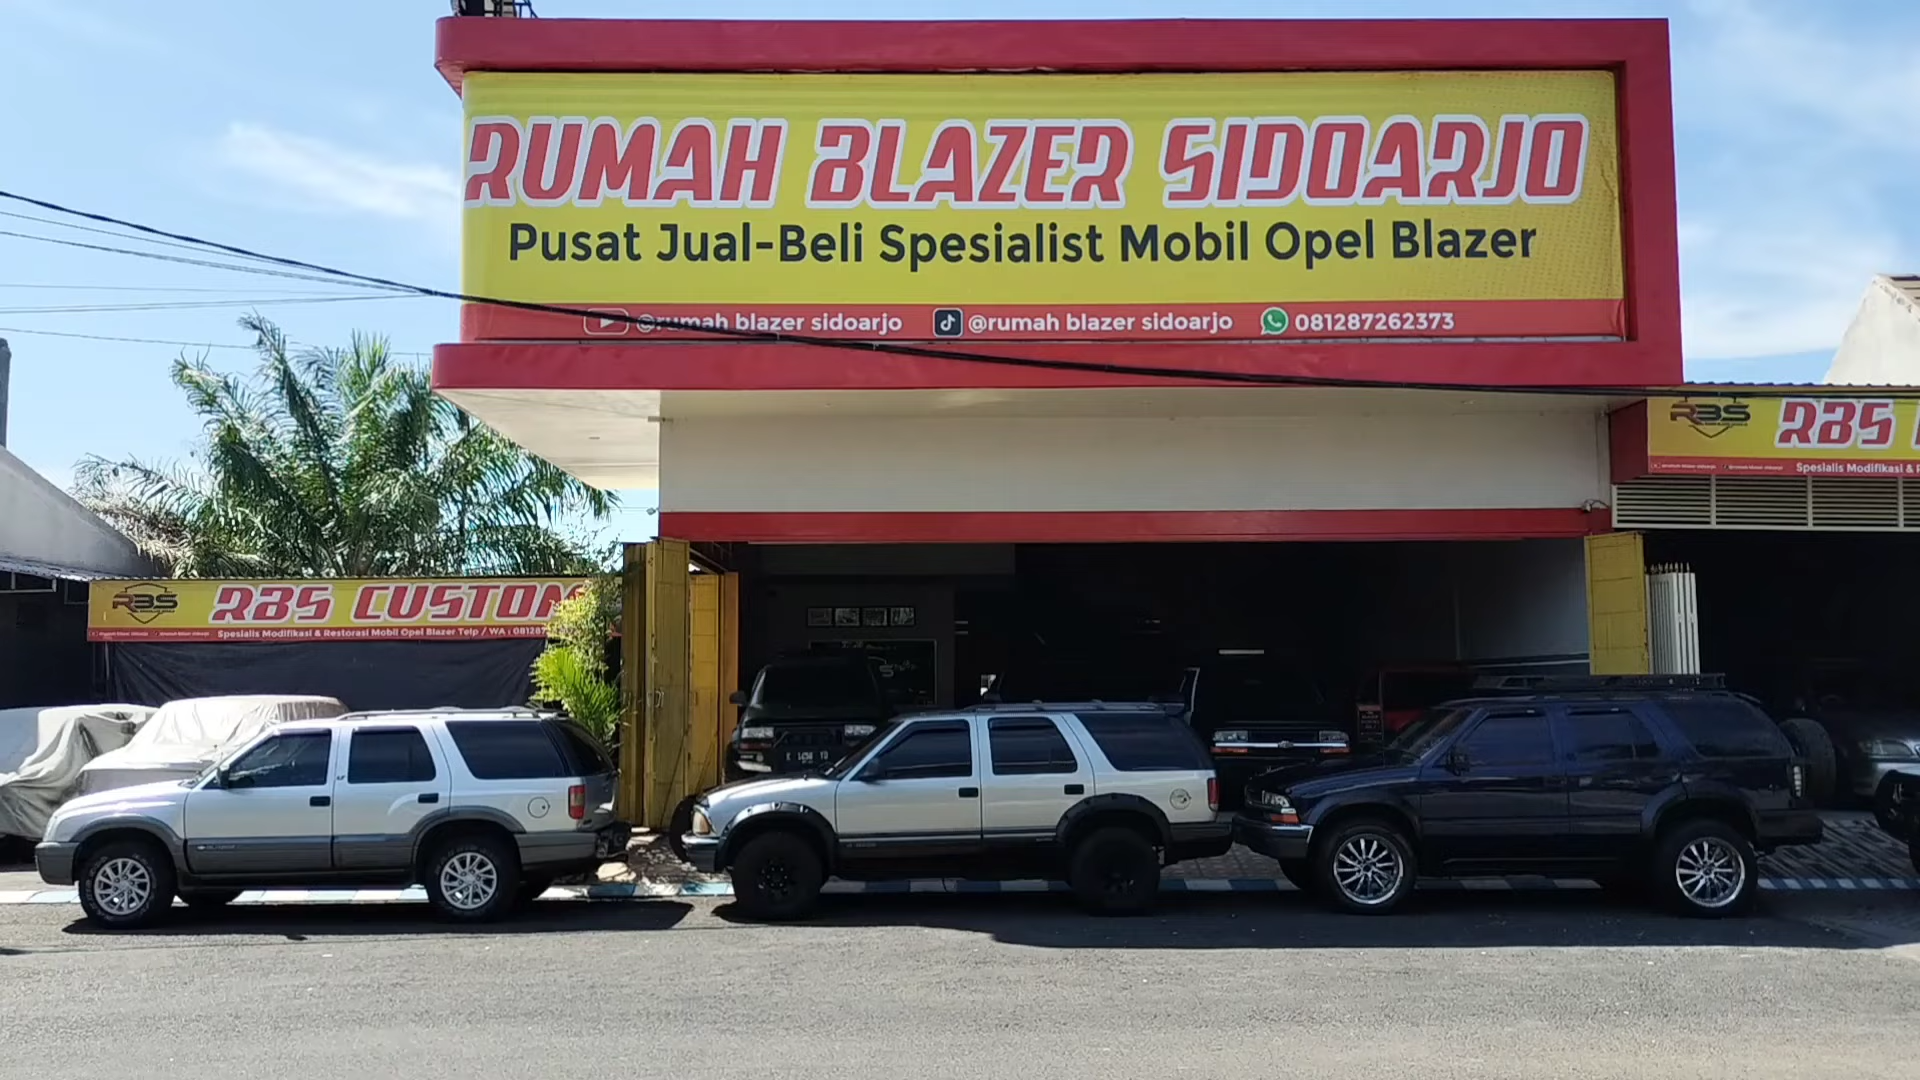 RUMAH BLAZER SIDOARJO
Pusat Jual-Beli Spesialist Mobil Opel Blazer
@rumah blazer sidoarjo @rumah blazer sidoarjo 081287262373
RBS RBS
Spesialis Modifikasi &
RBS RBS CUSTOM
Spesialis Modifikasi & Restorasi Mobil Opel Blazer Telp / WA : 08128